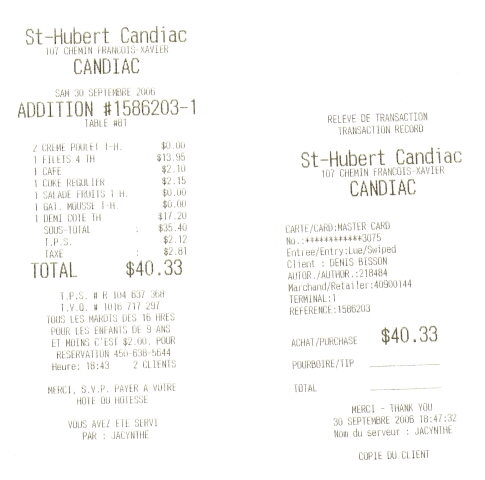 St-Hubert Candiac
107 CHEMIN FRANCOIS-XAVIER
CANDIAC
SAM 30 SEPTEMBRE 2006
ADDITION #1586203-1
TABLE #81
2 CREME POULET T-H. $0.00
1 FILETS 4 TH $13.95
1 CAFE $2.10
1 COKE REGULIER $2.15
1 SALADE FRUITS T-H. $0.00
1 GAT. MOUSSE T-H. $0.00
1 DEMI COTE TH $17.20
SOUS-TOTAL : $35.40
T.P.S. : $2.12
TAXE : $2.81
TOTAL $40.33
T.P.S. # R 104 637 368
T.V.Q. # 1016 717 297
TOUS LES MARDIS DES 16 HRES
POUR LES ENFANTS DE 9 ANS
ET MOINS C'EST $2.00. POUR
RESERVATION 450-638-5644
Heure: 18:43 2 CLIENTS
MERCI, S.V.P. PAYER A VOTRE
HOTE OU HOTESSE
VOUS AVEZ ETE SERVI
PAR : JACYNTHE
RELEVE DE TRANSACTION
TRANSACTION RECORD
St-Hubert Candiac
107 CHEMIN FRANCOIS-XAVIER
CANDIAC
CARTE/CARD:MASTER CARD
No.:************3075
Entree/Entry:Lue/Swiped
Client : DENIS BISSON
AUTOR./AUTHOR.:21B484
Marchand/Retailer:40900144
TERMINAL:1
REFERENCE:1586203
ACHAT/PURCHASE $40.33
POURBOIRE/TIP
TOTAL
MERCI - THANK YOU
30 SEPTEMBRE 2006 18:47:32
Nom du serveur : JACYNTHE
COPIE DU CLIENT